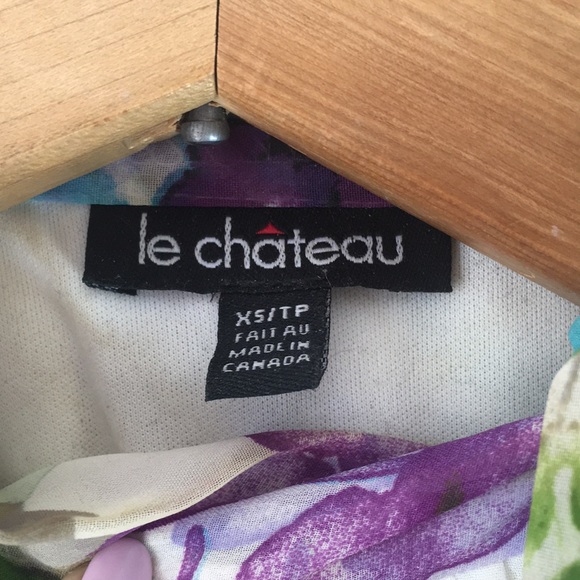 le château
XS/TP
FAIT AU
MADE IN
CANADA